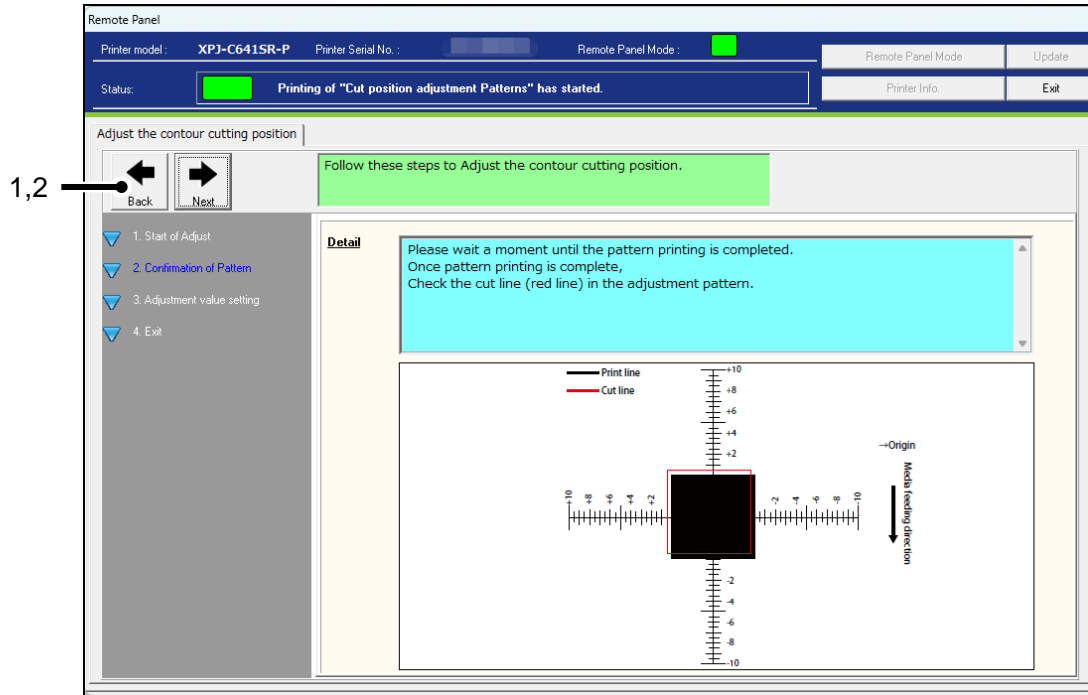 Remote Panel
Printer model : XPJ-C641SR-P Printer Serial No. : Remote Panel Mode :
Remote Panel Mode Update
Status: Printing of "Cut position adjustment Patterns" has started.
Printer Info. Exit
Adjust the contour cutting position
1,2
Back Next
Follow these steps to Adjust the contour cutting position.
1. Start of Adjust
2. Confirmation of Pattern
3. Adjustment value setting
4. Exit
Detail
Please wait a moment until the pattern printing is completed.
Once pattern printing is complete,
Check the cut line (red line) in the adjustment pattern.
Print line
Cut line
+10
+8
+6
+4
+2
+10 +8 +6 +4 +2
-2 -4 -6 -8 -10
-2
-4
-6
-8
-10
→Origin
Media feeding direction